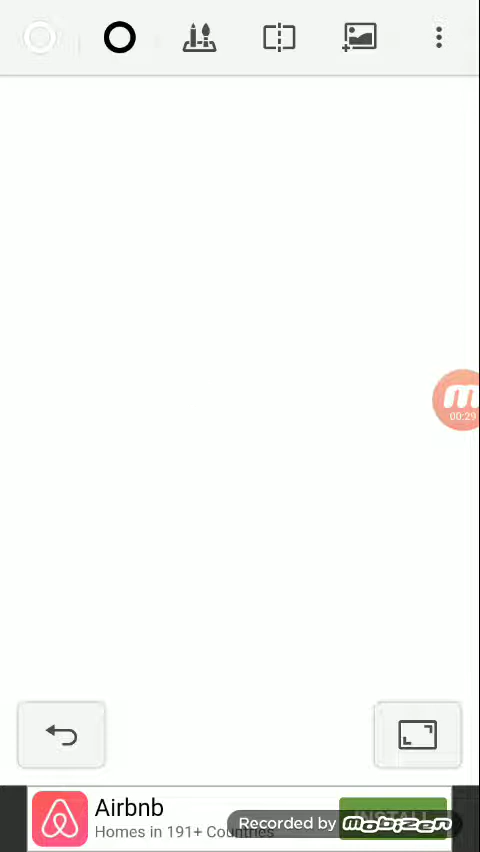 m
00:29
Airbnb
Homes in 191+ Countries
INSTALL
Recorded by mobizen